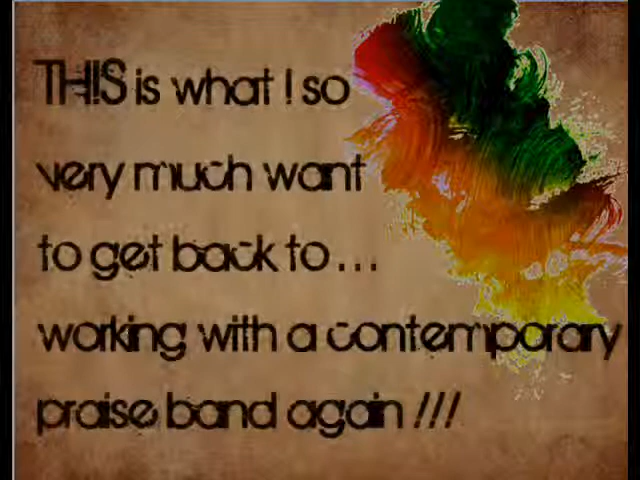 THIS is what I so
very much want
to get back to...
working with a contemporary
praise band again !!!